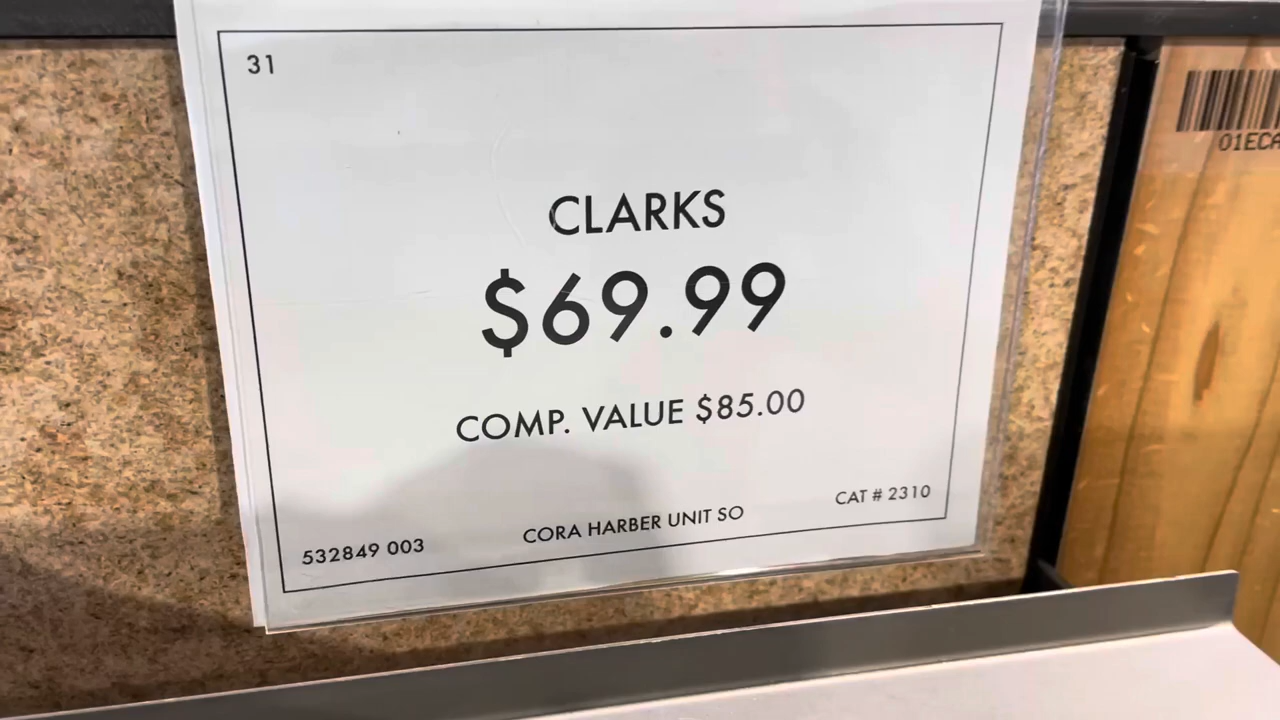 31
CLARKS
$69.99
COMP. VALUE $85.00
CAT # 2310
CORA HARBER UNIT SO
532849 003
01ECA